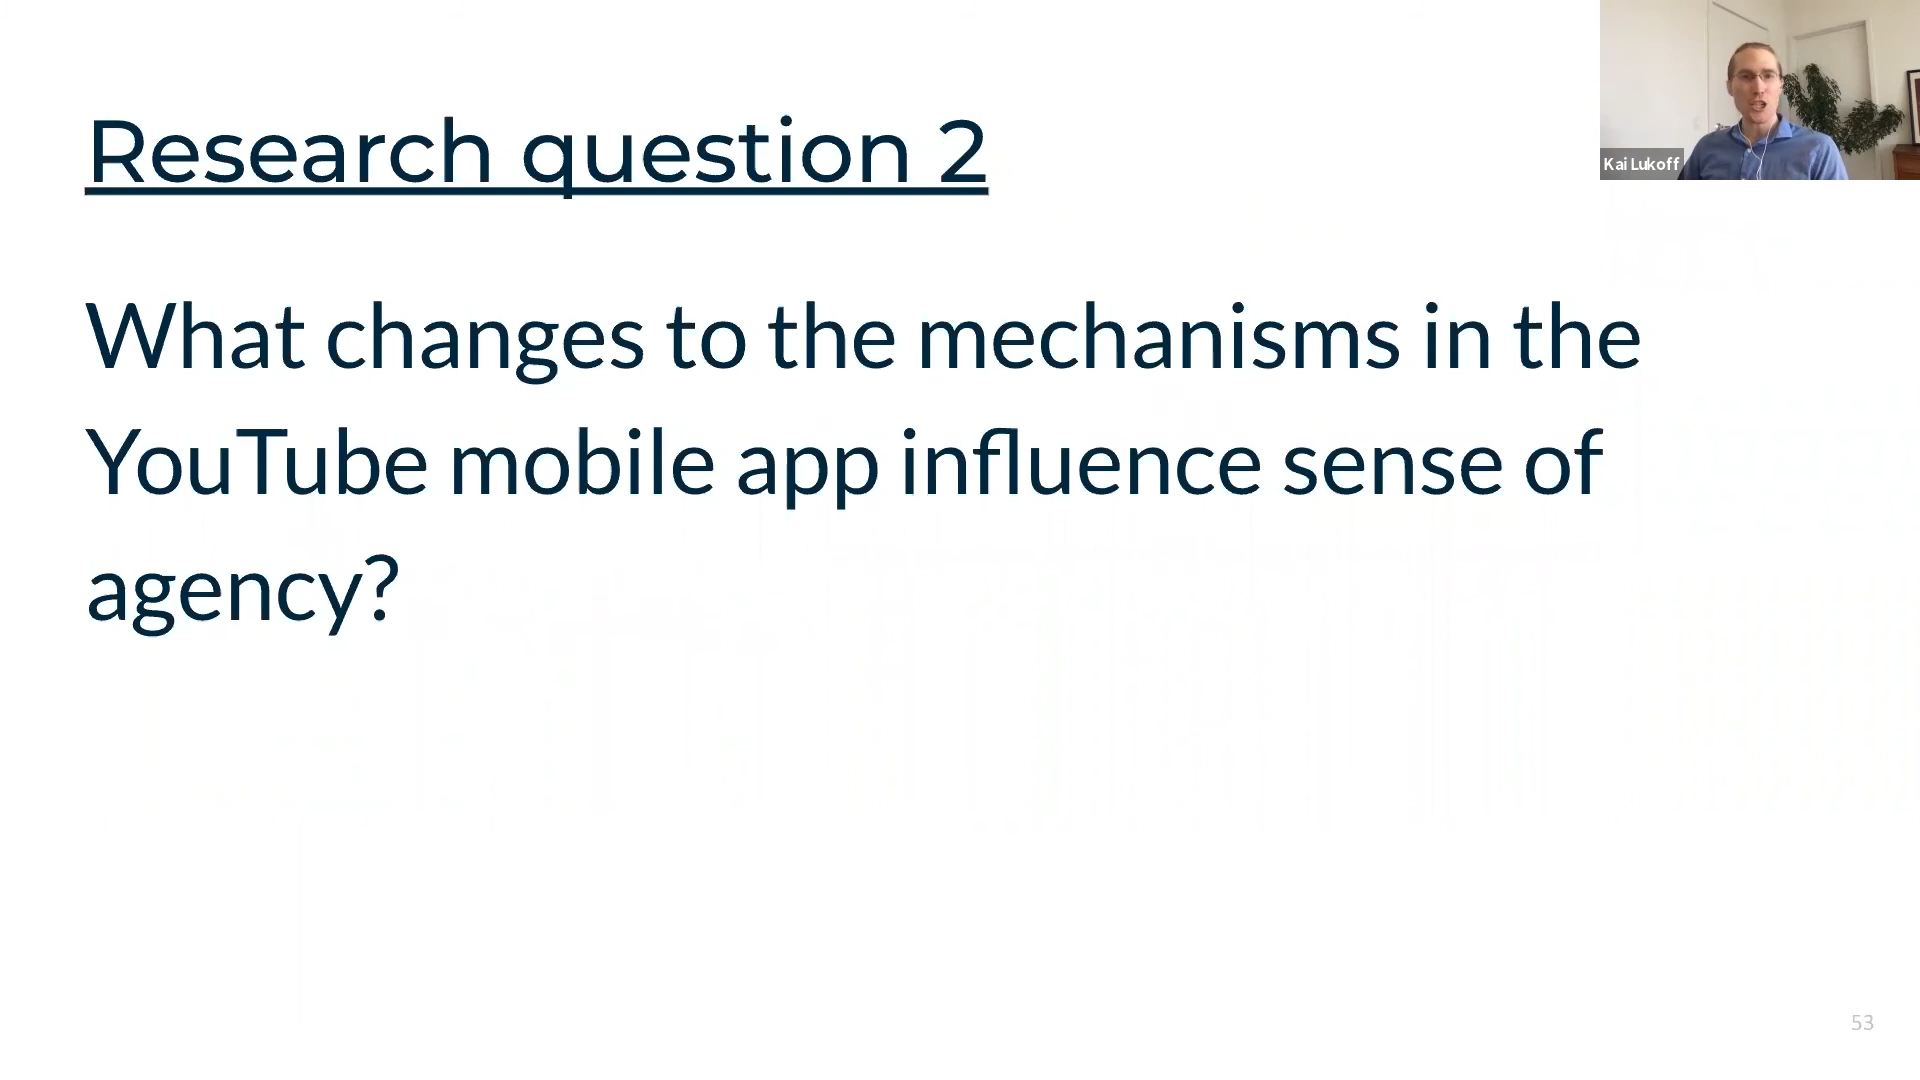 Research question 2
Kai Lukoff
What changes to the mechanisms in the
YouTube mobile app influence sense of
agency?
53